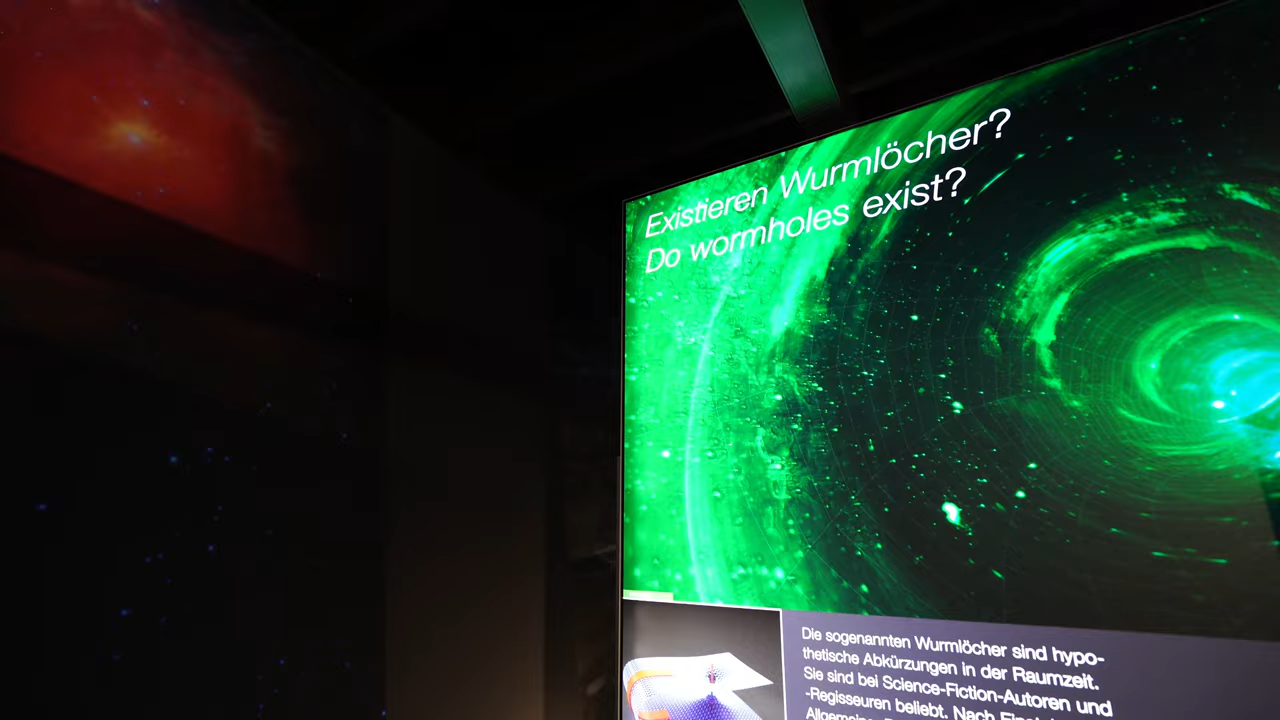 Existieren Wurmlöcher?
Do wormholes exist?
Die sogenannten Wurmlöcher sind hypo-
thetische Abkürzungen in der Raumzeit.
Sie sind bei Science-Fiction-Autoren und
-Regisseuren beliebt. Nach